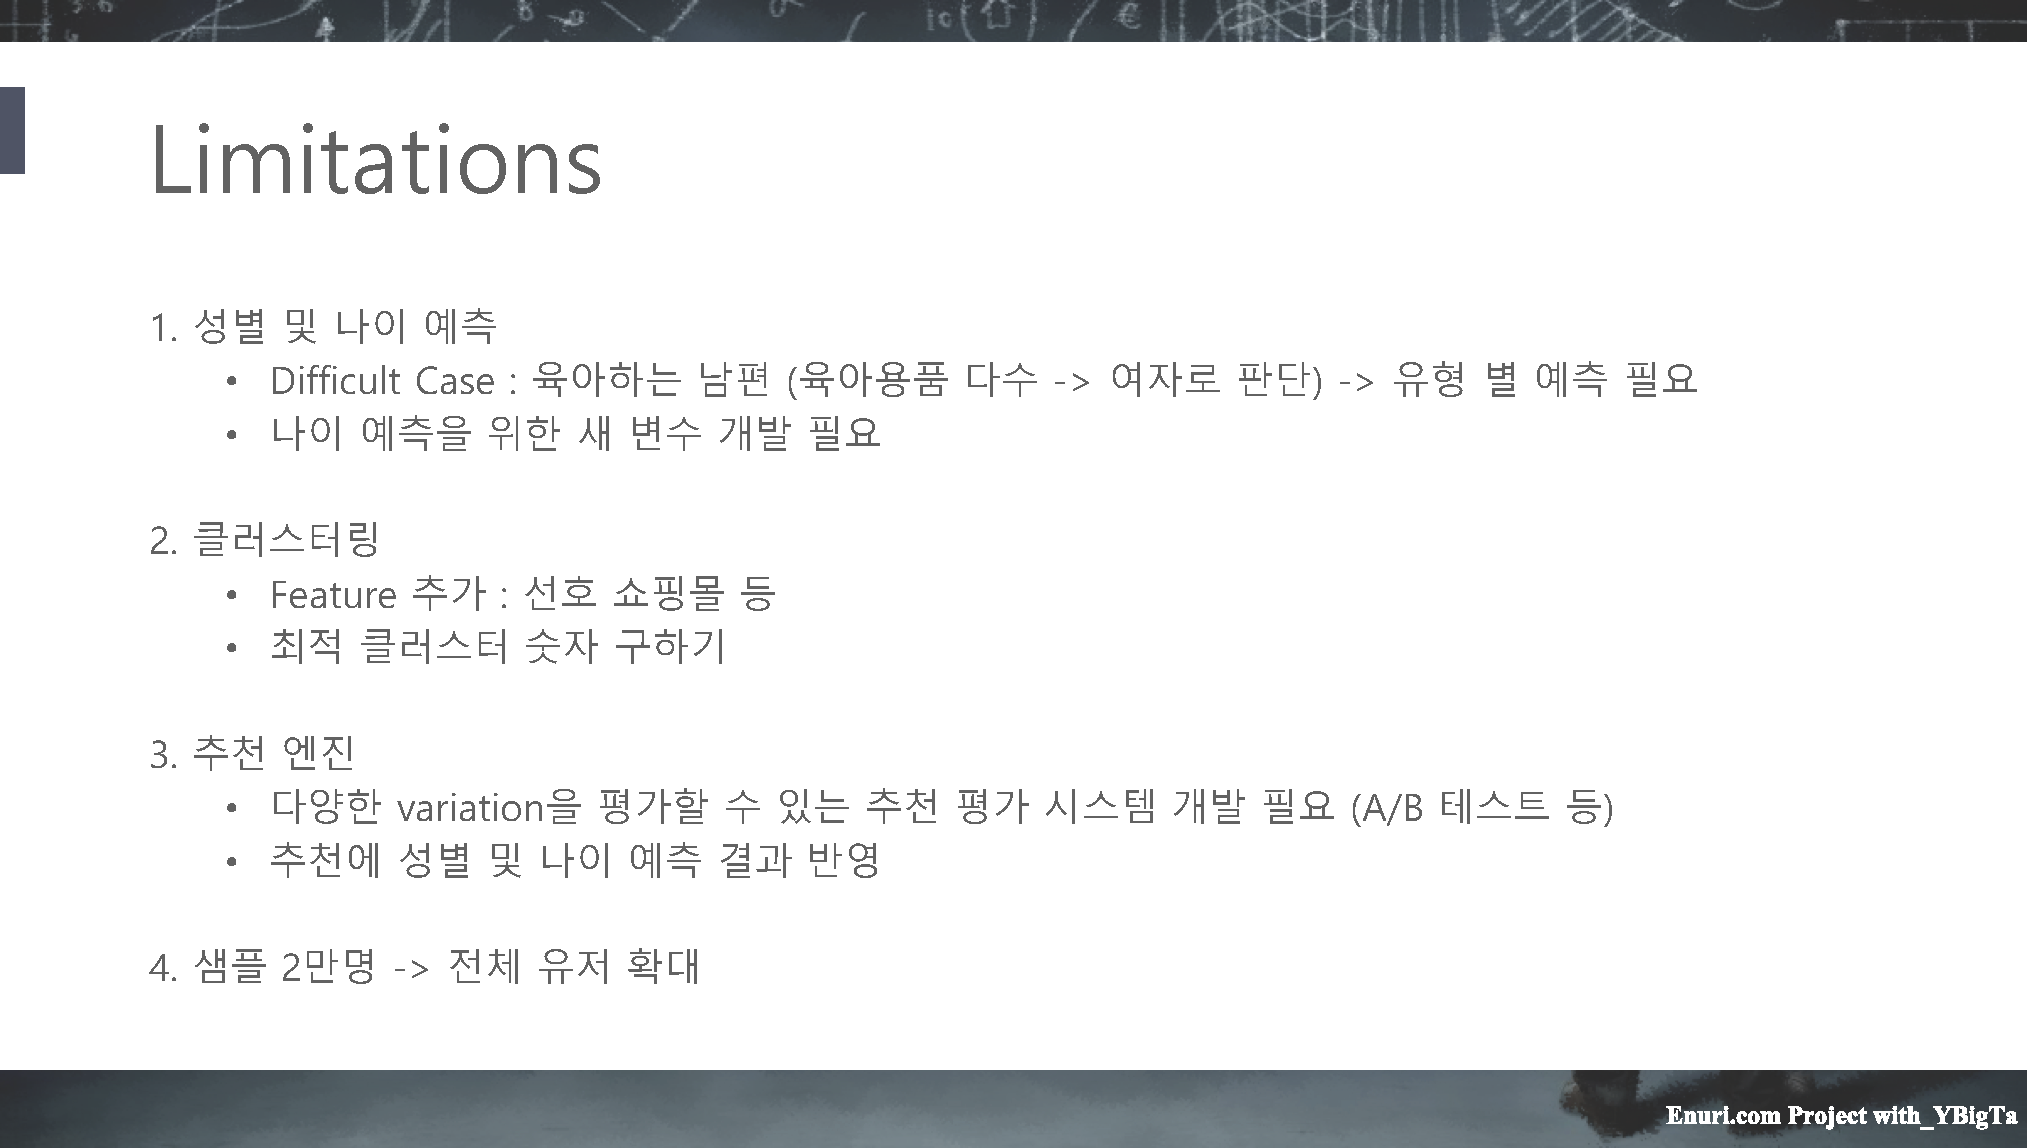 Limitations
1. 성별 및 나이 예측
• Difficult Case : 육아하는 남편 (육아용품 다수 -> 여자로 판단) -> 유형 별 예측 필요
• 나이 예측을 위한 새 변수 개발 필요
2. 클러스터링
• Feature 추가 : 선호 쇼핑몰 등
• 최적 클러스터 숫자 구하기
3. 추천 엔진
• 다양한 variation을 평가할 수 있는 추천 평가 시스템 개발 필요 (A/B 테스트 등)
• 추천에 성별 및 나이 예측 결과 반영
4. 샘플 2만명 -> 전체 유저 확대
Enuri.com Project with_YBigTa